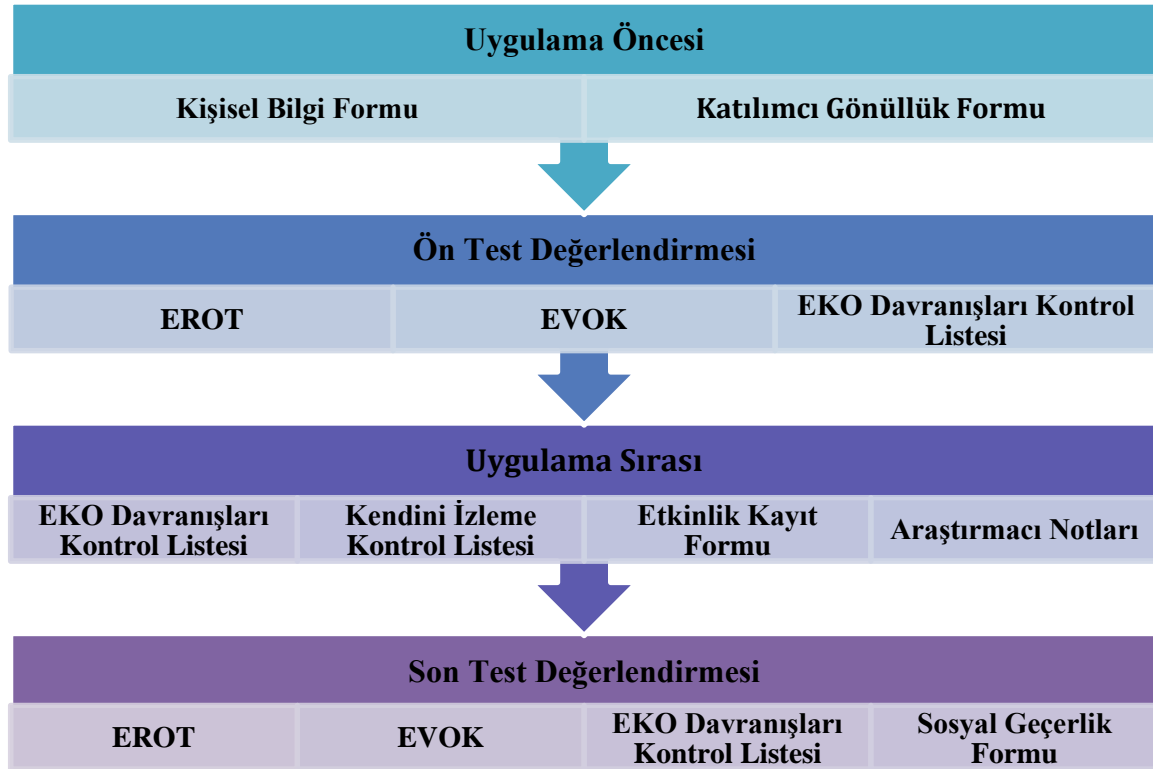 Uygulama Öncesi
Kişisel Bilgi Formu
Katılımcı Gönüllük Formu
Ön Test Değerlendirmesi
EROT
EVOK
EKO Davranışları Kontrol
Listesi
Uygulama Sırası
EKO Davranışları
Kontrol Listesi
Kendini İzleme
Kontrol Listesi
Etkinlik Kayıt
Formu
Araştırmacı Notları
Son Test Değerlendirmesi
EROT
EVOK
EKO Davranışları
Kontrol Listesi
Sosyal Geçerlik
Formu